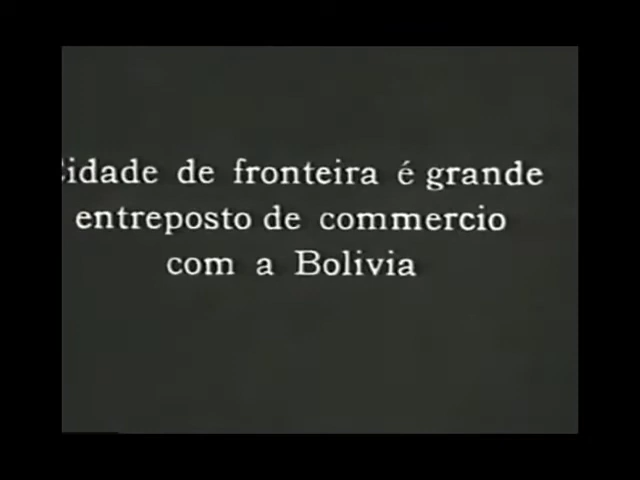 Cidade de fronteira é grande
entreposto de commercio
com a Bolivia